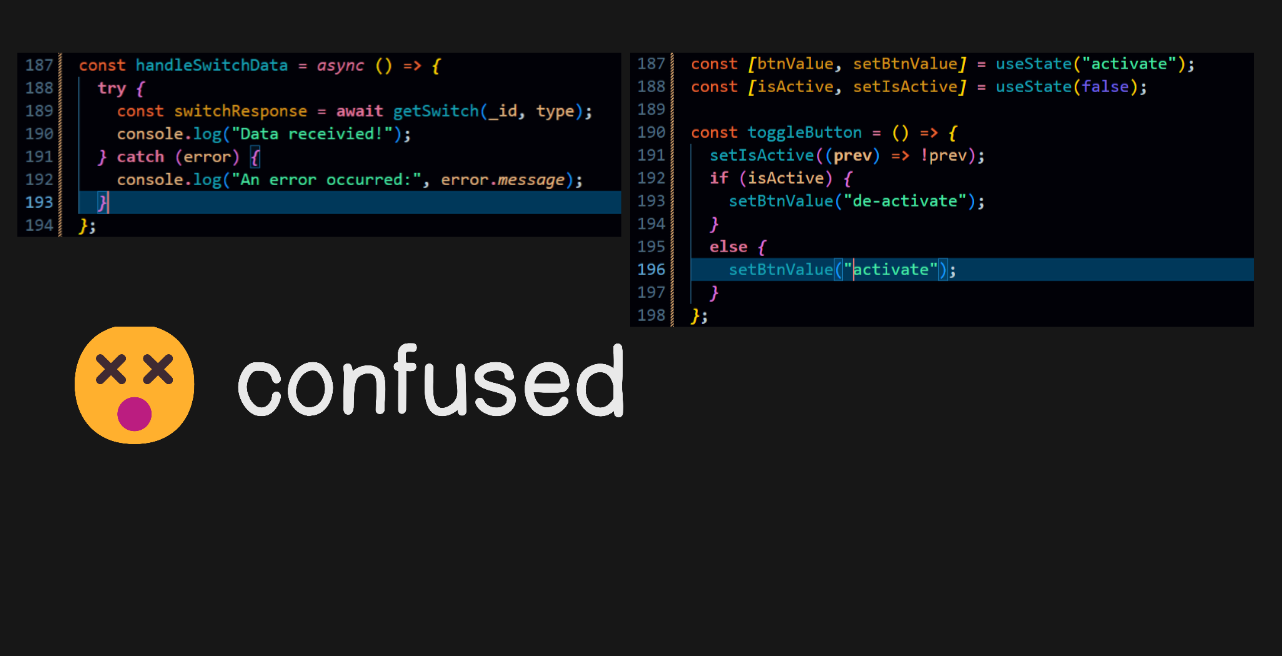 187 const handleSwitchData = async () => {
188 try {
189 const switchResponse = await getSwitch(_id, type);
190 console.log("Data receivied!");
191 } catch (error) {
192 console.log("An error occurred:", error.message);
193 }
194 };
187 const [btnValue, setBtnValue] = useState("activate");
188 const [isActive, setIsActive] = useState(false);
189
190 const toggleButton = () => {
191 setIsActive((prev) => !prev);
192 if (isActive) {
193 setBtnValue("de-activate");
194 }
195 else {
196 setBtnValue("activate");
197 }
198 };
confused